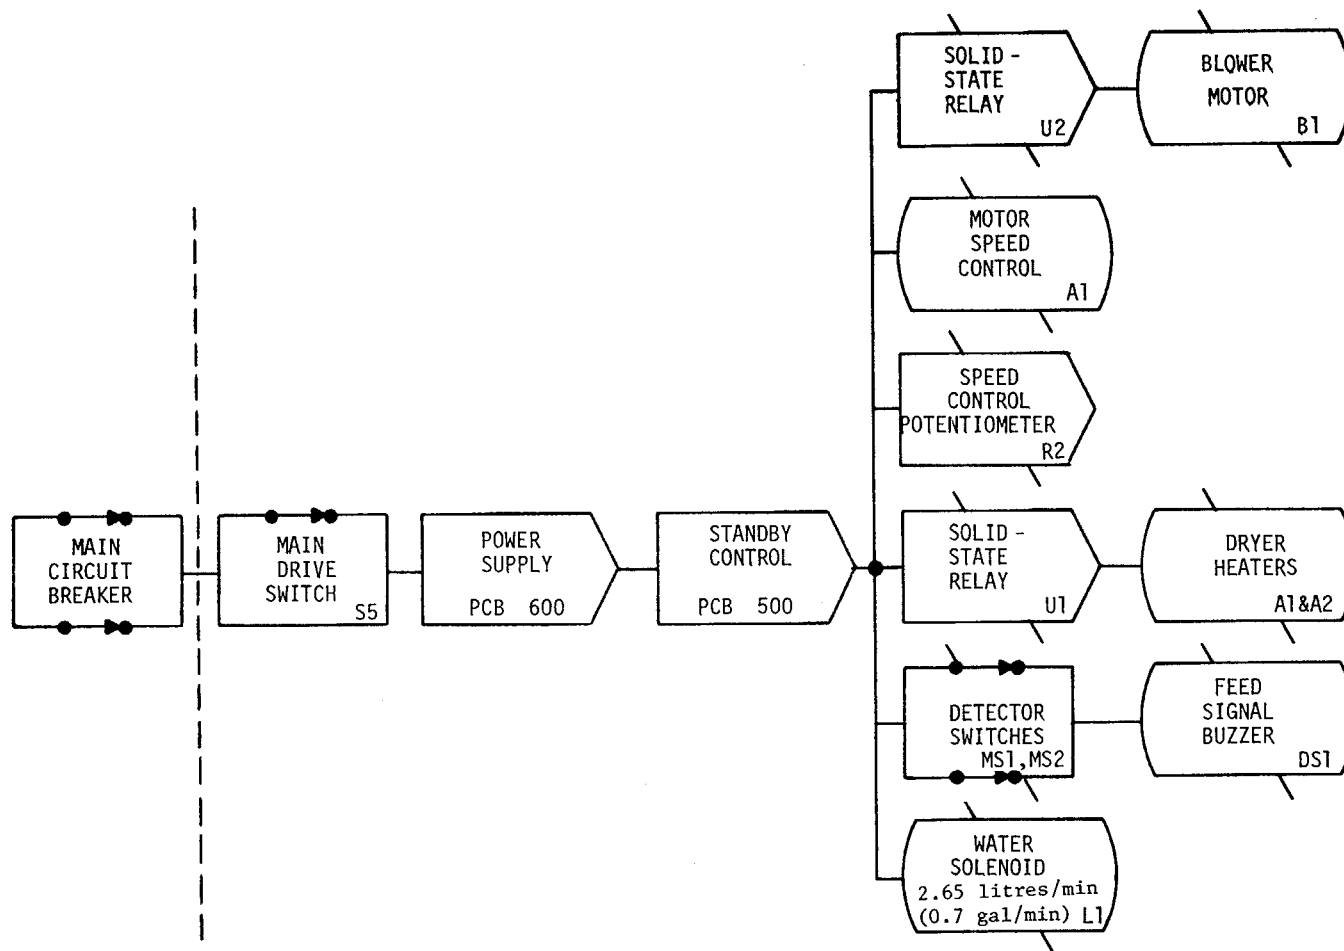 SOLID -
STATE
RELAY
U2
BLOWER
MOTOR
B1
MOTOR
SPEED
CONTROL
A1
SPEED
CONTROL
POTENTIOMETER
R2
MAIN
CIRCUIT
BREAKER
MAIN
DRIVE
SWITCH
S5
POWER
SUPPLY
PCB 600
STANDBY
CONTROL
PCB 500
SOLID -
STATE
RELAY
U1
DRYER
HEATERS
A1&A2
DETECTOR
SWITCHES
MS1,MS2
FEED
SIGNAL
BUZZER
DS1
WATER
SOLENOID
2.65 litres/min
(0.7 gal/min) L1